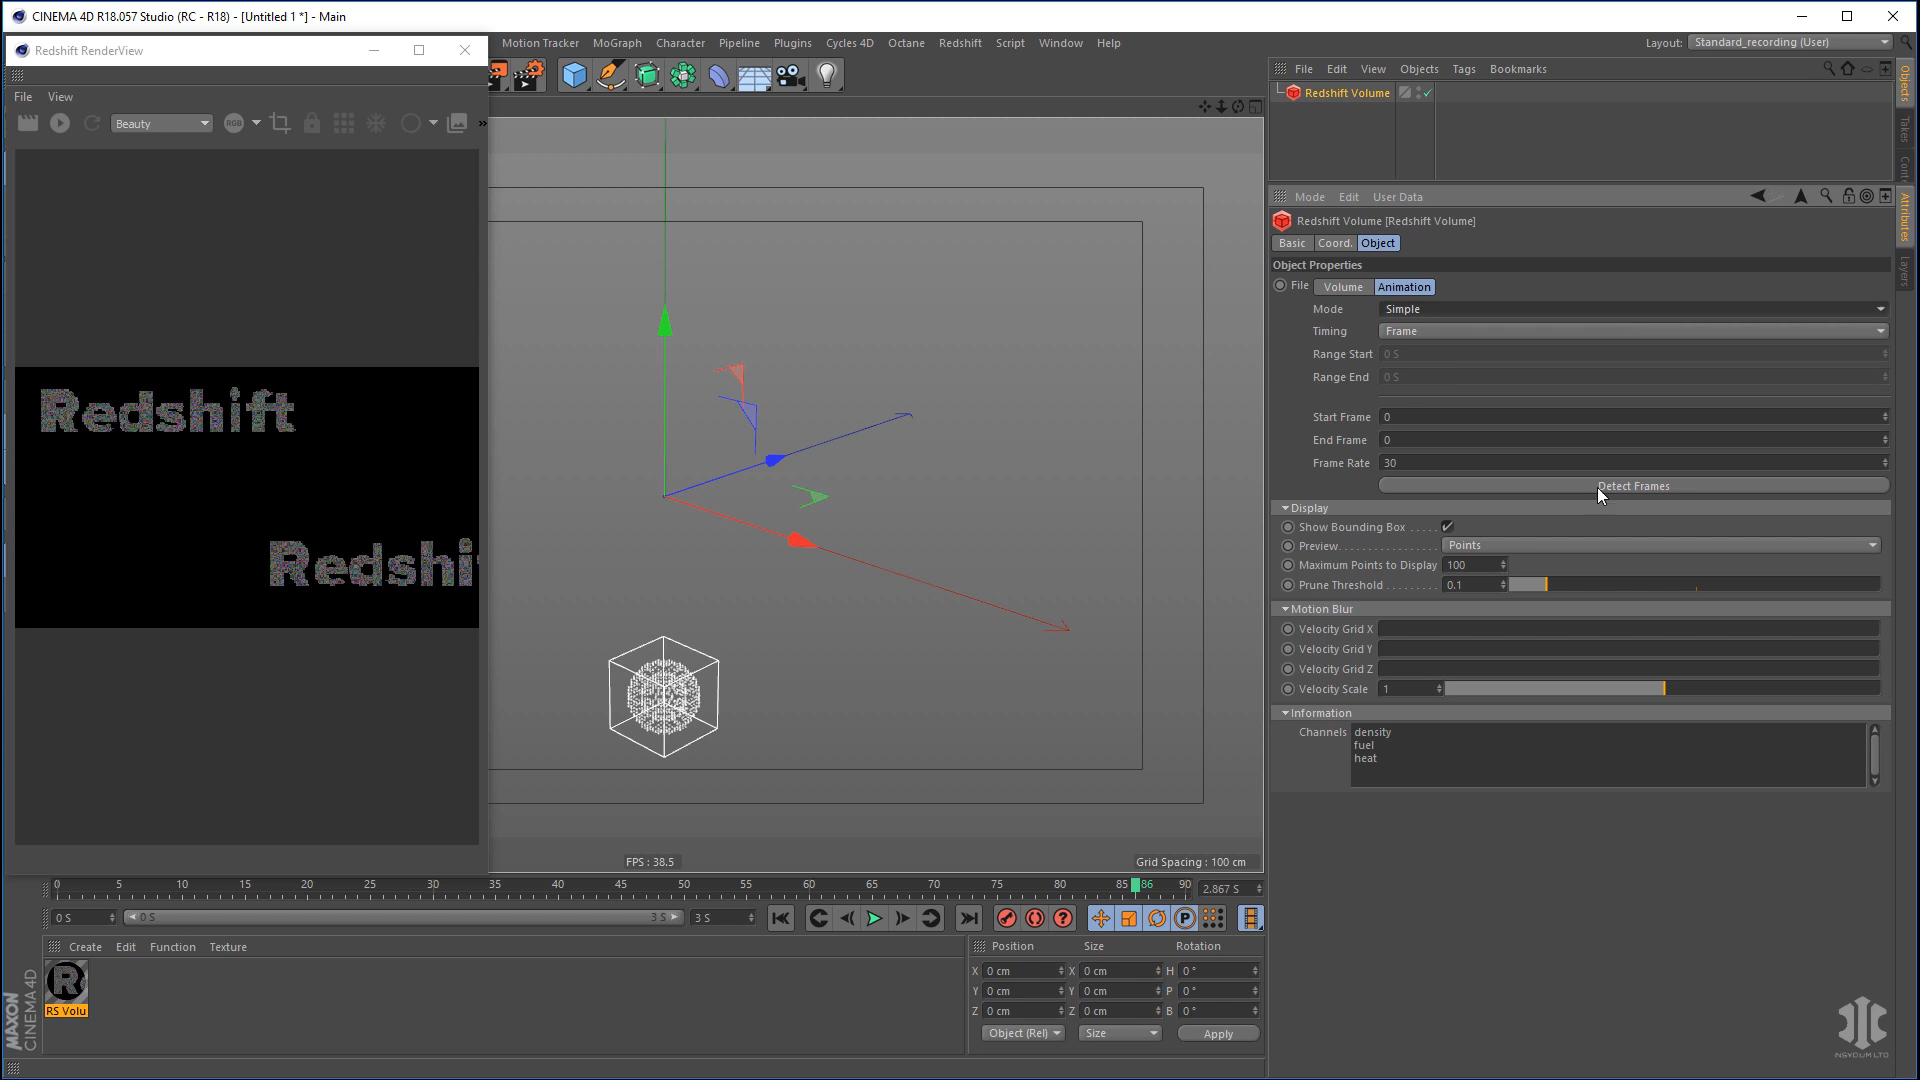 CINEMA 4D R18.057 Studio (RC - R18) - [Untitled 1 *] - Main
Redshift RenderView
Motion Tracker MoGraph Character Pipeline Plugins Cycles 4D Octane Redshift Script Window Help
Layout: Standard_recording (User)
File View
Beauty
RGB
Redshift
Redshi
File Edit View Objects Tags Bookmarks
Redshift Volume
Objects
Takes
Attributes
Layers
Mode Edit User Data
Redshift Volume [Redshift Volume]
Basic Coord. Object
Object Properties
File Volume Animation
Mode Simple
Timing Frame
Range Start 0 S
Range End 0 S
Start Frame 0
End Frame 0
Frame Rate 30
Detect Frames
Display
Show Bounding Box . . . . .
Preview. . . . . . . . . . . . . . . . . Points
Maximum Points to Display 100
Prune Threshold . . . . . . . . . 0.1
Motion Blur
Velocity Grid X
Velocity Grid Y
Velocity Grid Z
Velocity Scale 1
Information
Channels density
fuel
heat
FPS : 38.5
Grid Spacing : 100 cm
0 5 10 15 20 25 30 35 40 45 50 55 60 65 70 75 80 85 86 90 2.867 S
0 S 0 S 3 S 3 S
P
Create Edit Function Texture
R
RS Volu
MAXON
CINEMA 4D
Position Size Rotation
X 0 cm X 0 cm H 0 °
Y 0 cm Y 0 cm P 0 °
Z 0 cm Z 0 cm B 0 °
Object (Rel) Size Apply
INSYDIUM LTD